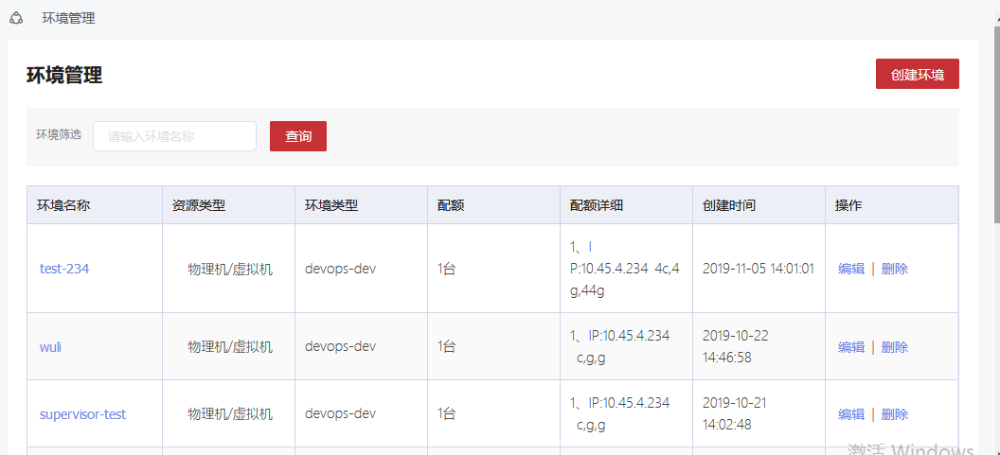 环境管理
环境管理
创建环境
环境筛选 请输入环境名称 查询
环境名称 资源类型 环境类型 配额 配额详细 创建时间 操作
test-234 物理机/虚拟机 devops-dev 1台 1、I
P:10.45.4.234 4c,4
g,44g 2019-11-05 14:01:01 编辑 | 删除
wuli 物理机/虚拟机 devops-dev 1台 1、IP:10.45.4.234
c,g,g 2019-10-22
14:46:58 编辑 | 删除
supervisor-test 物理机/虚拟机 devops-dev 1台 1、IP:10.45.4.234
c,g,g 2019-10-21
14:02:48 编辑 | 删除
激活 Windows